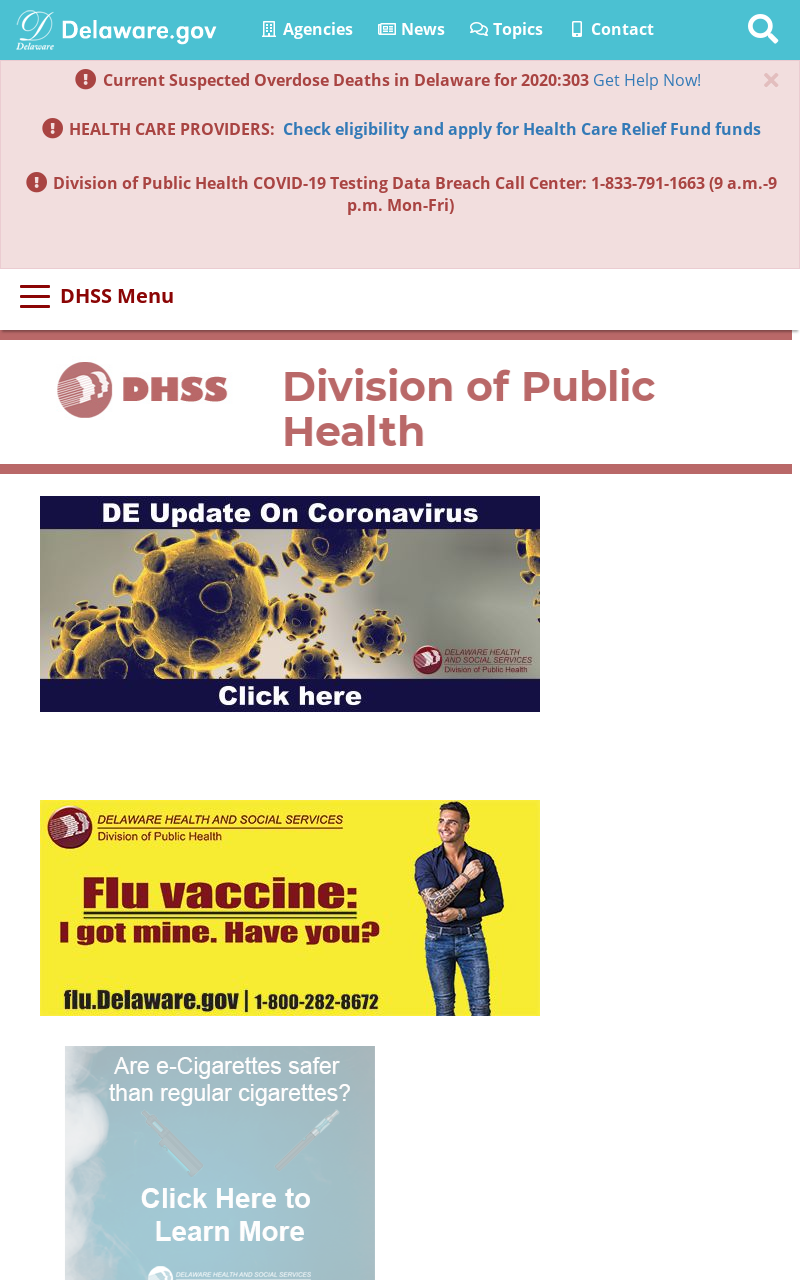 Delaware
Delaware.gov
Agencies
News
Topics
Contact
Current Suspected Overdose Deaths in Delaware for 2020:303 Get Help Now!
×
HEALTH CARE PROVIDERS: Check eligibility and apply for Health Care Relief Fund funds
Division of Public Health COVID-19 Testing Data Breach Call Center: 1-833-791-1663 (9 a.m.-9
p.m. Mon-Fri)
DHSS Menu
DHSS
Division of Public
Health
DE Update On Coronavirus
DELAWARE HEALTH
AND SOCIAL SERVICES
Division of Public Health
Click here
DELAWARE HEALTH AND SOCIAL SERVICES
Division of Public Health
Flu vaccine:
I got mine. Have you?
flu.Delaware.gov | 1-800-282-8672
Are e-Cigarettes safer
than regular cigarettes?
Click Here to
Learn More
DELAWARE HEALTH AND SOCIAL SERVICES